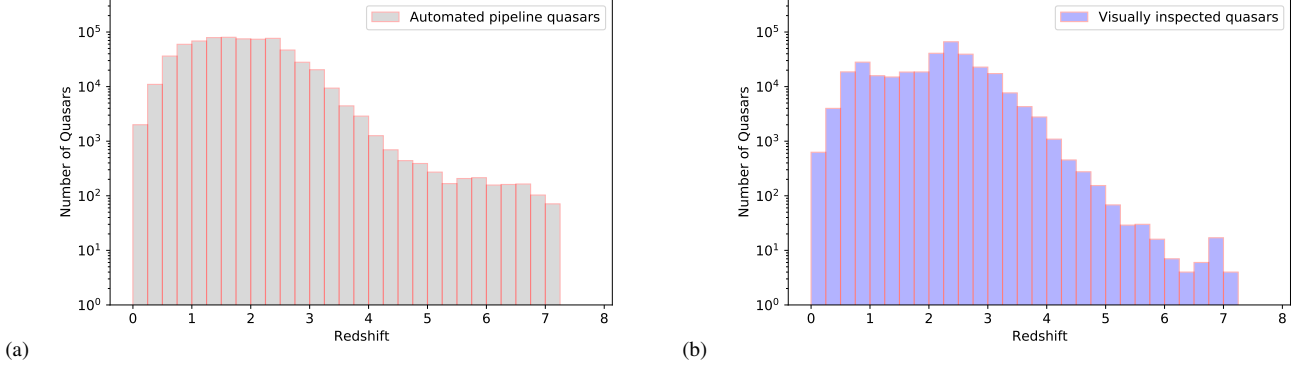 Automated pipeline quasars
10^5
10^4
10^3
10^2
10^1
10^0
Number of Quasars
0 1 2 3 4 5 6 7 8
Redshift
(a)
Visually inspected quasars
10^5
10^4
10^3
10^2
10^1
10^0
Number of Quasars
0 1 2 3 4 5 6 7 8
Redshift
(b)